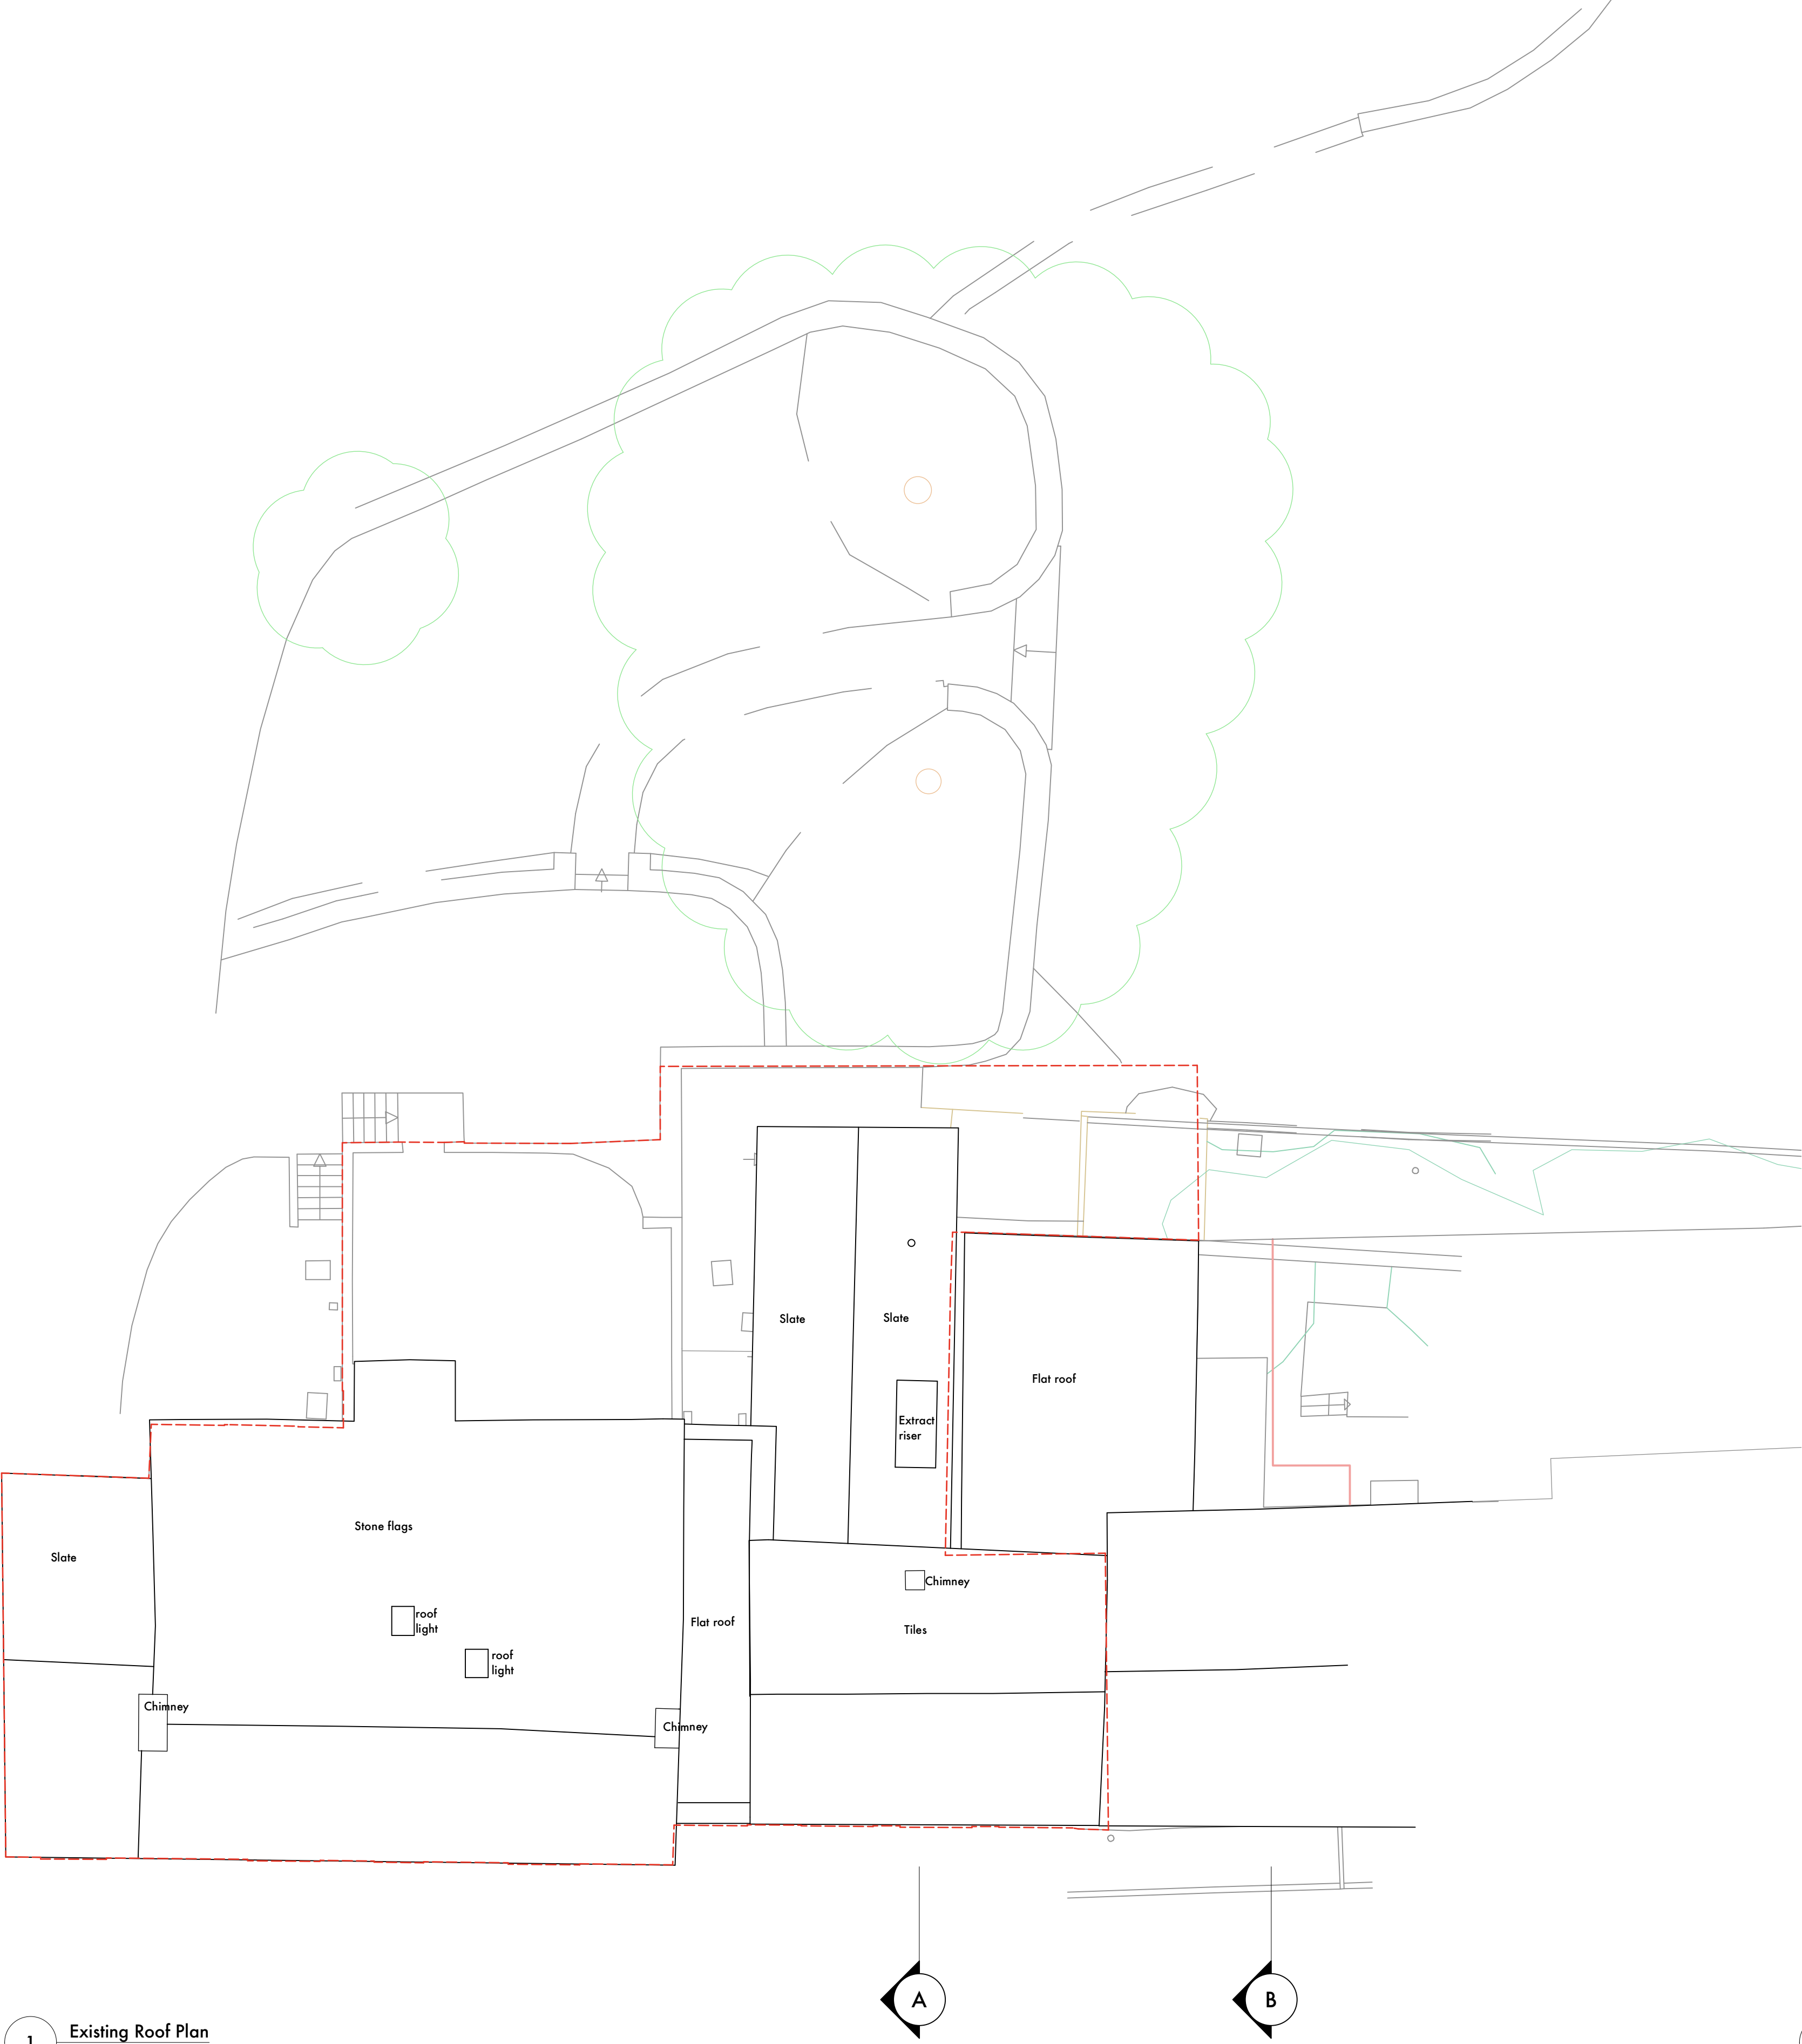 Slate
Slate
Flat roof
Extract
riser
Stone flags
Slate
Chimney
roof
light
Flat roof
Tiles
roof
light
Chimney
Chimney
A
B
1
Existing Roof Plan